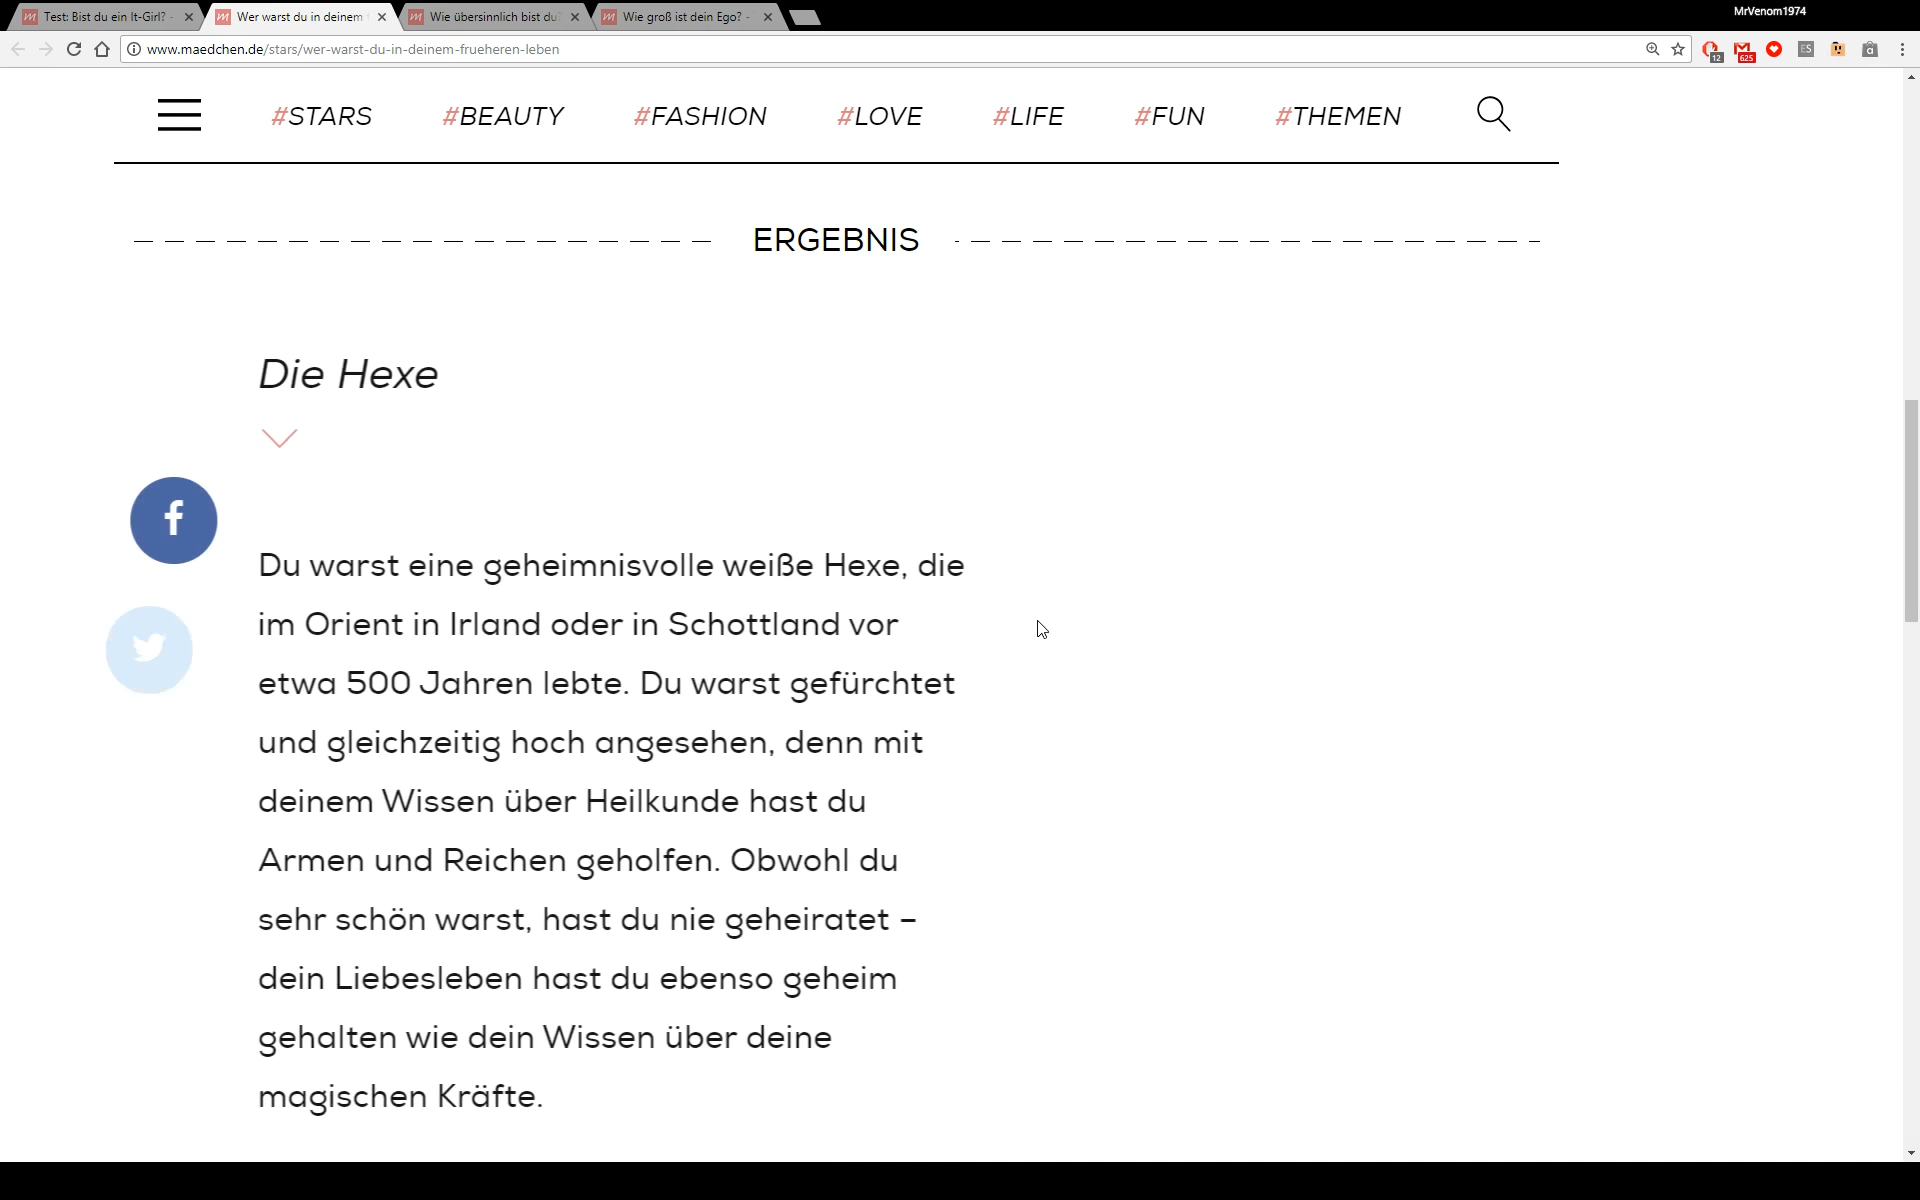 MrVenom1974
Test: Bist du ein It-Girl? -
Wer warst du in deinem
Wie übersinnlich bist du?
Wie groß ist dein Ego? -
www.maedchen.de/stars/wer-warst-du-in-deinem-frueheren-leben
12
625
ES
a
#STARS #BEAUTY #FASHION #LOVE #LIFE #FUN #THEMEN
ERGEBNIS
Die Hexe
f
Du warst eine geheimnisvolle weiße Hexe, die
im Orient in Irland oder in Schottland vor
etwa 500 Jahren lebte. Du warst gefürchtet
und gleichzeitig hoch angesehen, denn mit
deinem Wissen über Heilkunde hast du
Armen und Reichen geholfen. Obwohl du
sehr schön warst, hast du nie geheiratet –
dein Liebesleben hast du ebenso geheim
gehalten wie dein Wissen über deine
magischen Kräfte.